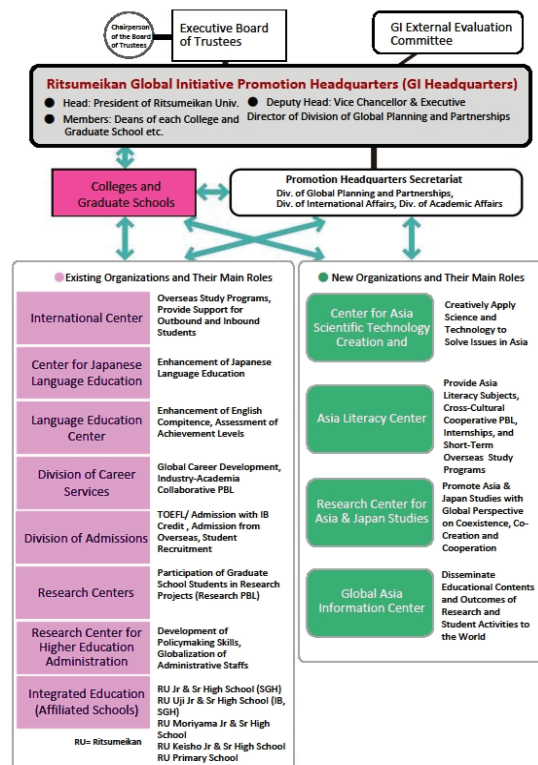 Chairperson
of the Board
of Trustees
Executive Board
of Trustees
GI External Evaluation
Committee
Ritsumeikan Global Initiative Promotion Headquarters (GI Headquarters)
● Head: President of Ritsumeikan Univ.
● Members: Deans of each College and
Graduate School etc.
● Deputy Head: Vice Chancellor & Executive
Director of Division of Global Planning and Partnerships
Colleges and
Graduate Schools
Promotion Headquarters Secretariat
Div. of Global Planning and Partnerships,
Div. of International Affairs, Div. of Academic Affairs
●Existing Organizations and Their Main Roles
International Center
Overseas Study Programs,
Provide Support for
Outbound and Inbound
Students
Center for Japanese
Language Education
Enhancement of Japanese
Language Education
Language Education
Center
Enhancement of English
Compitence, Assessment of
Achievement Levels
Division of Career
Services
Global Career Development,
Industry-Academia
Collaborative PBL
Division of Admissions
TOEFL/ Admission with IB
Credit , Admission from
Overseas, Student
Recruitment
Research Centers
Participation of Graduate
School Students in Research
Projects (Research PBL)
Research Center for
Higher Education
Administration
Development of
Policymaking Skills,
Globalization of
Administrative Staffs
Integrated Education
(Affiliated Schools)
RU Jr & Sr High School (SGH)
RU Uji Jr & Sr High School (IB,
SGH)
RU Moriyama Jr & Sr High
School
RU Keisho Jr & Sr High School
RU Primary School
RU= Ritsumeikan
● New Organizations and Their Main Roles
Center for Asia
Scientific Technology
Creation and
Creatively Apply
Science and
Technology to
Solve Issues in Asia
Asia Literacy Center
Provide Asia
Literacy Subjects,
Cross-Cultural
Cooperative PBL,
Internships, and
Short-Term
Overseas Study
Programs
Research Center for
Asia & Japan Studies
Promote Asia &
Japan Studies with
Global Perspective
on Coexistence, Co-
Creation and
Cooperation
Global Asia
Information Center
Disseminate
Educational Contents
and Outcomes of
Research and
Student Activities to
the World